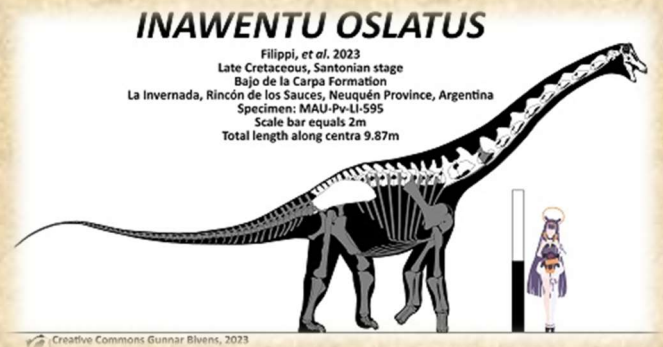 INAWENTU OSLATUS
Filippi, et al. 2023
Late Cretaceous, Santonian stage
Bajo de la Carpa Formation
La Invernada, Rincón de los Sauces, Neuquén Province, Argentina
Specimen: MAU-Pv-LI-595
Scale bar equals 2m
Total length along centra 9.87m
Creative Commons Gunnar Bivens, 2023